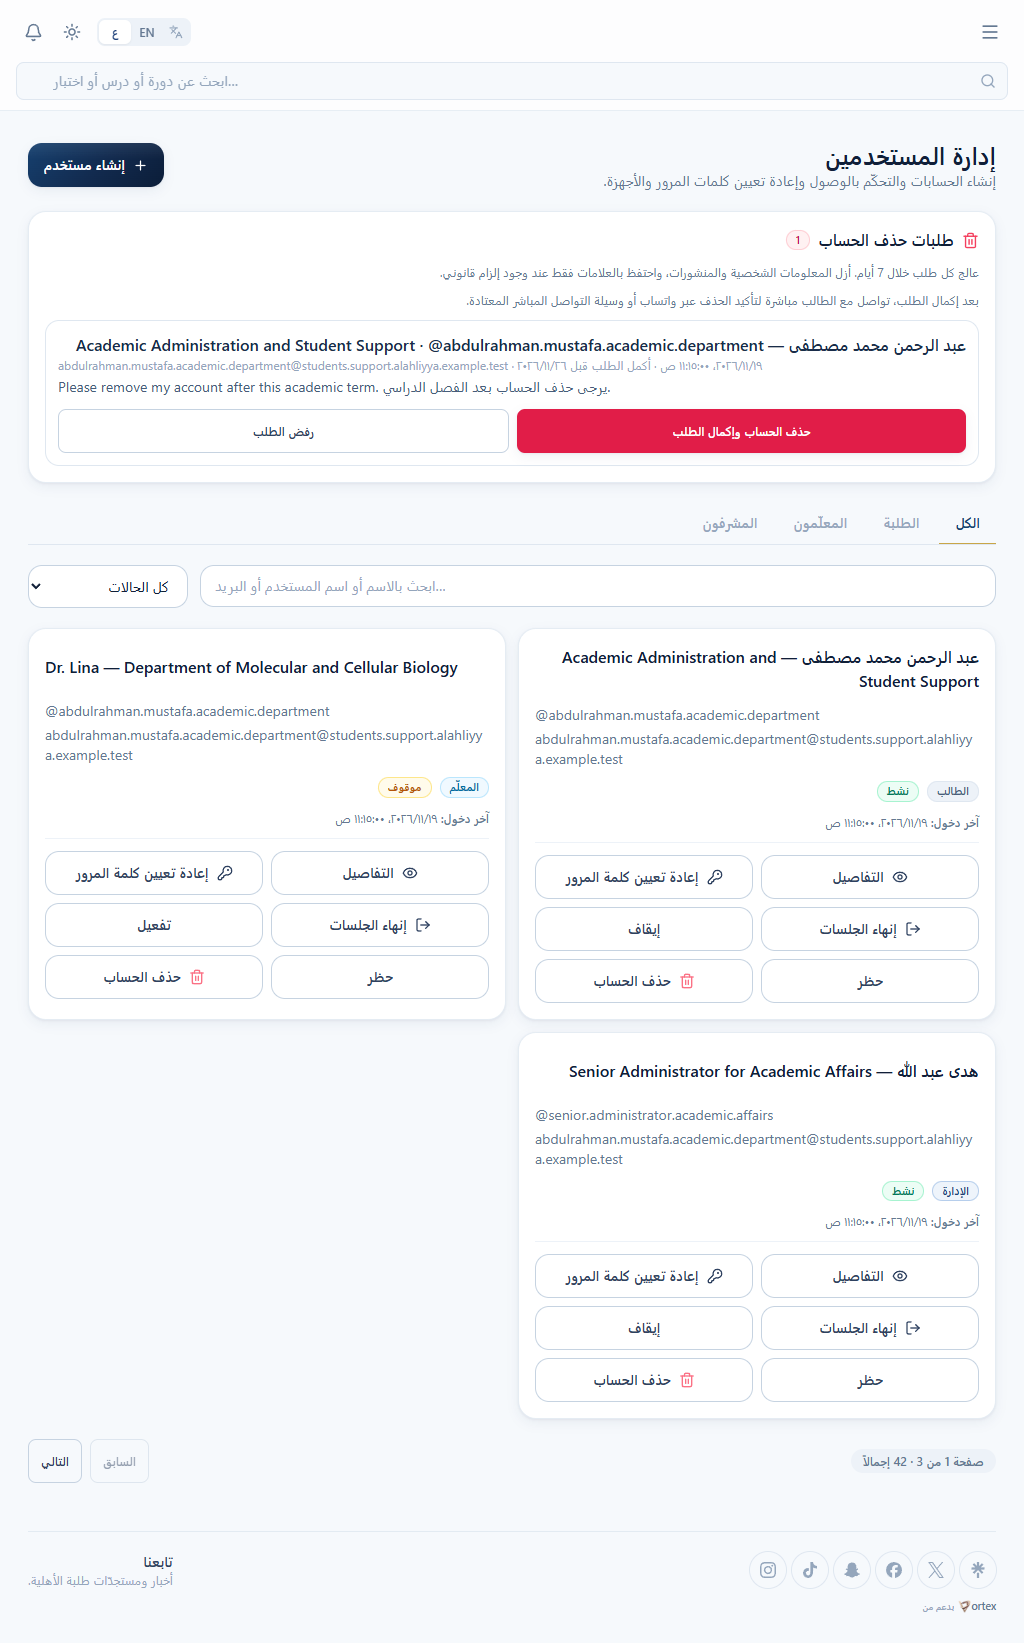 ع
EN
ابحث عن دورة أو درس أو اختبار...
إدارة المستخدمين
إنشاء الحسابات والتحكّم بالوصول وإعادة تعيين كلمات المرور والأجهزة.
إنشاء مستخدم
طلبات حذف الحساب 1
عالج كل طلب خلال 7 أيام. أزل المعلومات الشخصية والمنشورات، واحتفظ بالعلامات فقط عند وجود إلزام قانوني.
بعد إكمال الطلب، تواصل مع الطالب مباشرة لتأكيد الحذف عبر واتساب أو وسيلة التواصل المباشر المعتادة.
عبد الرحمن محمد مصطفى — Academic Administration and Student Support · @abdulrahman.mustafa.academic.department
abdulrahman.mustafa.academic.department@students.support.alahliyya.example.test · ٢٠٢٦/١١/١٩، ١١:١٥:٠٠ ص · أكمل الطلب قبل ٢٠٢٦/١١/٢٦
Please remove my account after this academic term. يرجى حذف الحساب بعد الفصل الدراسي.
حذف الحساب وإكمال الطلب
رفض الطلب
الكل
الطلبة
المعلّمون
المشرفون
ابحث بالاسم أو اسم المستخدم أو البريد...
كل الحالات
عبد الرحمن محمد مصطفى — Academic Administration and
Student Support
@abdulrahman.mustafa.academic.department
abdulrahman.mustafa.academic.department@students.support.alahliyy
a.example.test
الطالب
نشط
آخر دخول: ٢٠٢٦/١١/١٩، ١١:١٥:٠٠ ص
التفاصيل
إعادة تعيين كلمة المرور
إنهاء الجلسات
إيقاف
حظر
حذف الحساب
Dr. Lina — Department of Molecular and Cellular Biology
@abdulrahman.mustafa.academic.department
abdulrahman.mustafa.academic.department@students.support.alahliyy
a.example.test
المعلّم
موقوف
آخر دخول: ٢٠٢٦/١١/١٩، ١١:١٥:٠٠ ص
التفاصيل
إعادة تعيين كلمة المرور
إنهاء الجلسات
تفعيل
حظر
حذف الحساب
هدى عبد الله — Senior Administrator for Academic Affairs
@senior.administrator.academic.affairs
abdulrahman.mustafa.academic.department@students.support.alahliyy
a.example.test
الإدارة
نشط
آخر دخول: ٢٠٢٦/١١/١٩، ١١:١٥:٠٠ ص
التفاصيل
إعادة تعيين كلمة المرور
إنهاء الجلسات
إيقاف
حظر
حذف الحساب
صفحة 1 من 3 · 42 إجمالاً
السابق
التالي
تابعنا
أخبار ومستجدّات طلبة الأهلية.
بدعم من ortex